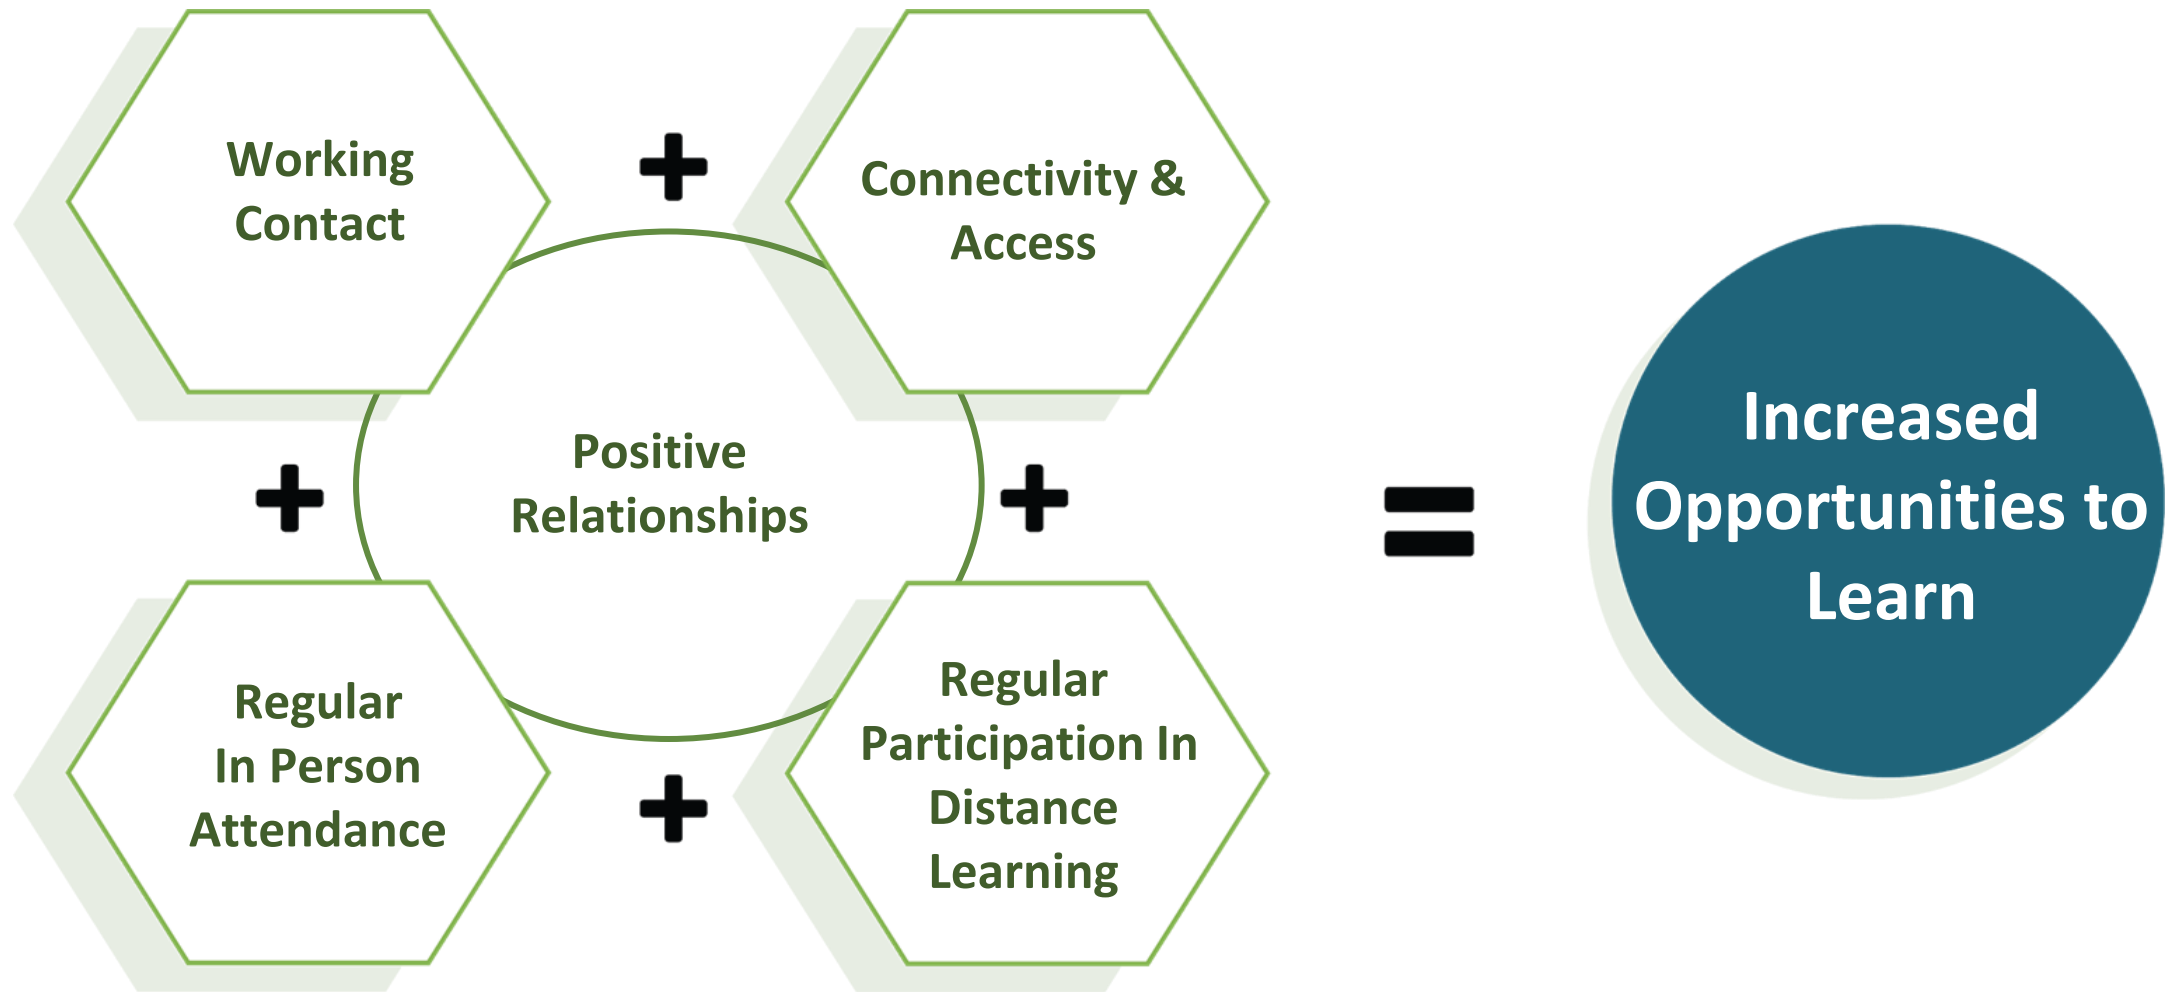 Working
Contact
Connectivity &
Access
Positive
Relationships
Regular
In Person
Attendance
Regular
Participation In
Distance
Learning
Increased
Opportunities to
Learn